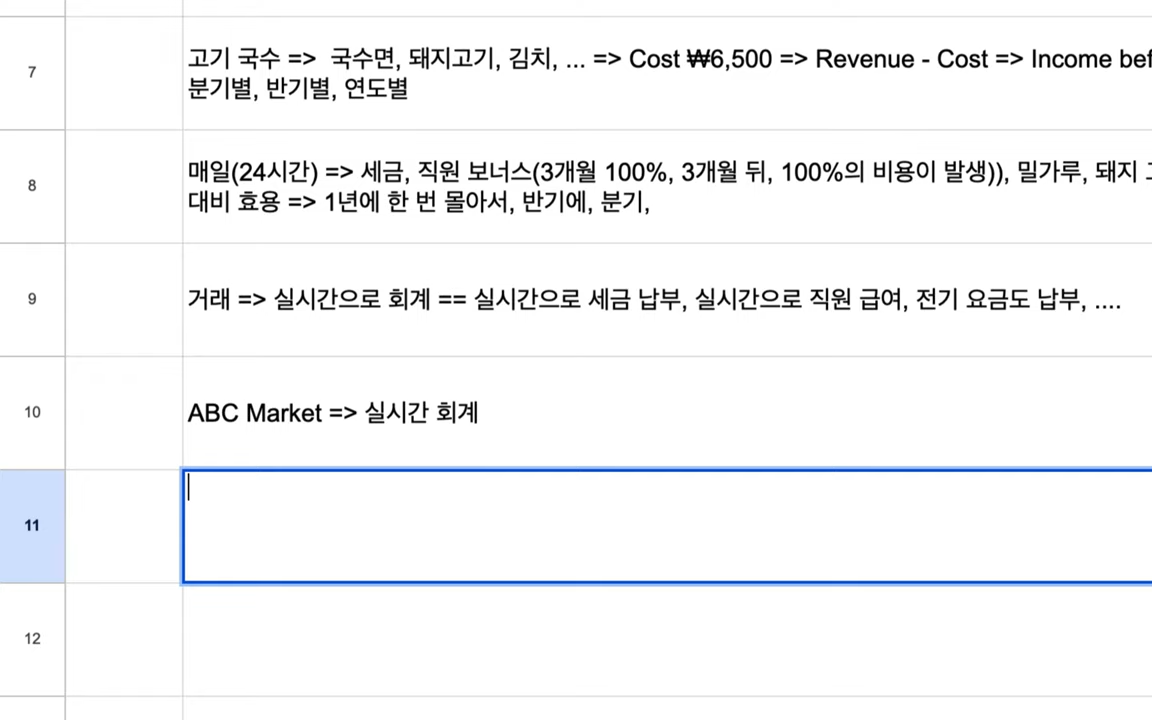 7
고기 국수 =>  국수면, 돼지고기, 김치, ... => Cost ₩6,500 => Revenue - Cost => Income
분기별, 반기별, 연도별
8
매일(24시간) => 세금, 직원 보너스(3개월 100%, 3개월 뒤, 100%의 비용이 발생)), 밀가루, 돼지
대비 효용 => 1년에 한 번 몰아서, 반기에, 분기,
9
거래 => 실시간으로 회계 == 실시간으로 세금 납부, 실시간으로 직원 급여, 전기 요금도 납부, ....
10
ABC Market => 실시간 회계
11
12